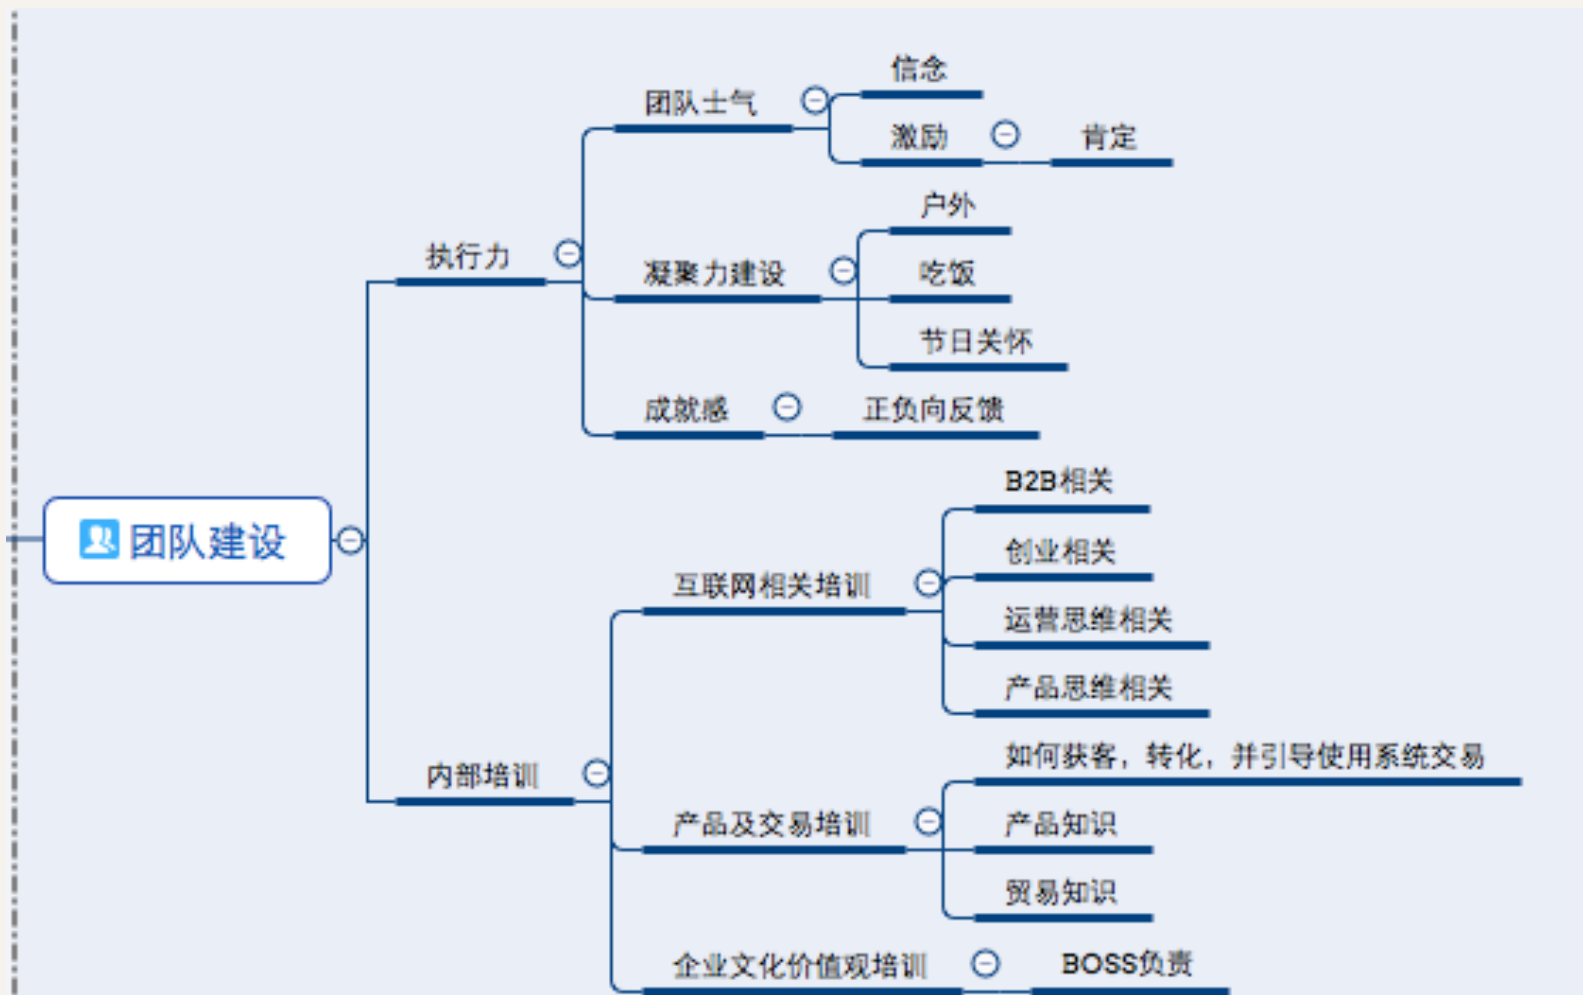 信念
团队士气
激励
肯定
户外
执行力
凝聚力建设
吃饭
节日关怀
成就感
正负向反馈
B2B相关
团队建设
创业相关
互联网相关培训
运营思维相关
产品思维相关
如何获客，转化，并引导使用系统交易
内部培训
产品及交易培训
产品知识
贸易知识
企业文化价值观培训
BOSS负责